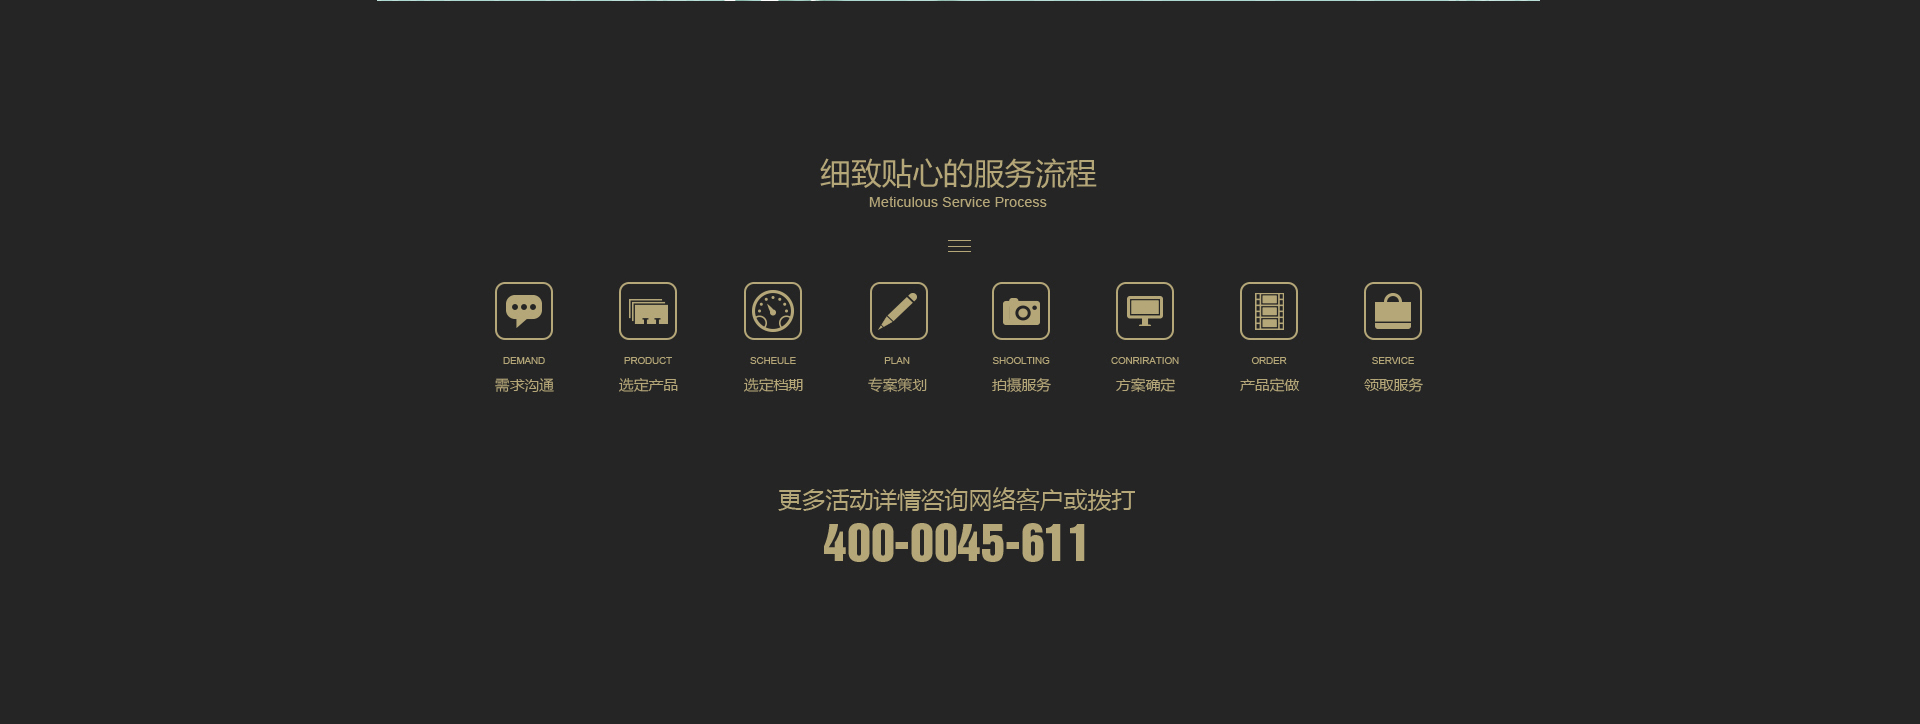 细致贴心的服务流程
Meticulous Service Process
DEMAND PRODUCT SCHEULE PLAN SHOOLTING CONRIRATION ORDER SERVICE
需求沟通 选定产品 选定档期 专案策划 拍摄服务 方案确定 产品定做 领取服务
更多活动详情咨询网络客户或拨打
400-0045-611